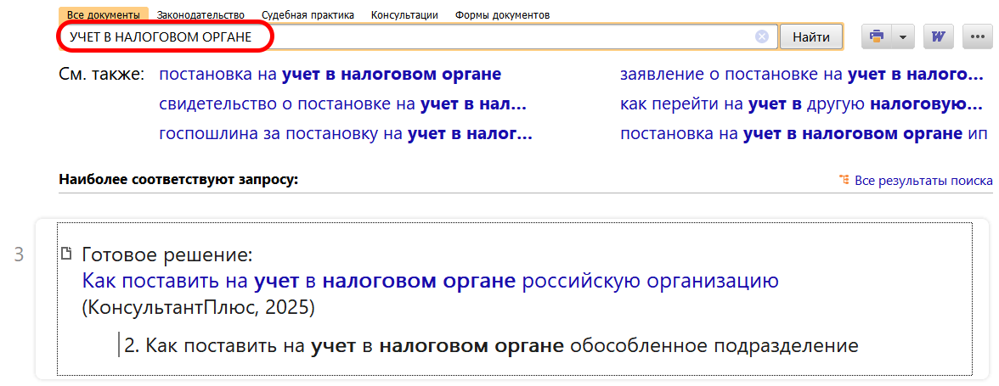 Все документы Законодательство Судебная практика Консультации Формы документов
УЧЕТ В НАЛОГОВОМ ОРГАНЕ Найти W
См. также: постановка на учет в налоговом органе заявление о постановке на учет в налого...
свидетельство о постановке на учет в нал... как перейти на учет в другую налоговую...
госпошлина за постановку на учет в налог... постановка на учет в налоговом органе ип
Наиболее соответствуют запросу: Все результаты поиска
3 Готовое решение:
Как поставить на учет в налоговом органе российскую организацию
(КонсультантПлюс, 2025)
2. Как поставить на учет в налоговом органе обособленное подразделение